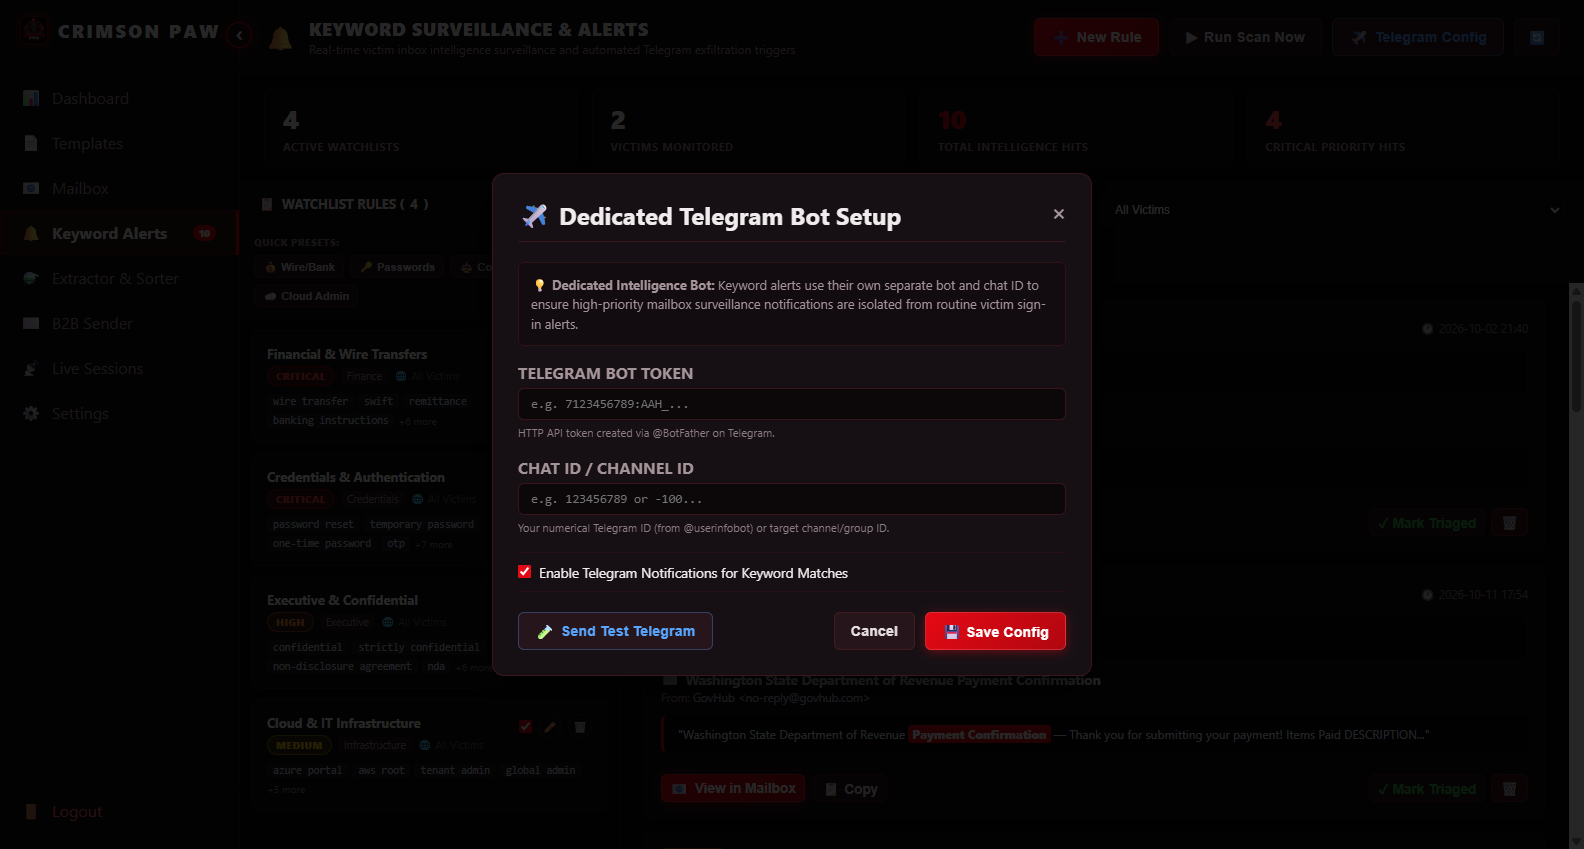 CRIMSON PAW
KEYWORD SURVEILLANCE & ALERTS
Real-time victim inbox intelligence surveillance and automated Telegram exfiltration triggers
New Rule
Run Scan Now
Telegram Config
Dashboard
Templates
Mailbox
Keyword Alerts 10
Extractor & Sorter
B2B Sender
Live Sessions
Settings
Logout
4
ACTIVE WATCHLISTS
2
VICTIMS MONITORED
10
TOTAL INTELLIGENCE HITS
4
CRITICAL PRIORITY HITS
WATCHLIST RULES ( 4 )
QUICK PRESETS:
Wire/Bank
Passwords
Co
Cloud Admin
Financial & Wire Transfers
CRITICAL Finance All Victims
wire transfer swift remittance
banking instructions +6 more
Credentials & Authentication
CRITICAL Credentials All Victims
password reset temporary password
one-time password otp +7 more
Executive & Confidential
HIGH Executive All Victims
confidential strictly confidential
non-disclosure agreement nda +6 more
Cloud & IT Infrastructure
MEDIUM Infrastructure All Victims
azure portal aws root tenant admin global admin
Dedicated Telegram Bot Setup
Dedicated Intelligence Bot: Keyword alerts use their own separate bot and chat ID to
ensure high-priority mailbox surveillance notifications are isolated from routine victim sign-
in alerts.
TELEGRAM BOT TOKEN
e.g. 7123456789:AAH_...
HTTP API token created via @BotFather on Telegram.
CHAT ID / CHANNEL ID
e.g. 123456789 or -100...
Your numerical Telegram ID (from @userinfobot) or target channel/group ID.
Enable Telegram Notifications for Keyword Matches
Send Test Telegram
Cancel
Save Config
All Victims
2026-10-02 21:40
✓ Mark Triaged
2026-10-11 17:54
Washington State Department of Revenue Payment Confirmation
From: GovHub <no-reply@govhub.com>
"Washington State Department of Revenue Payment Confirmation — Thank you for submitting your payment! Items Paid DESCRIPTION..."
View in Mailbox
Copy
✓ Mark Triaged